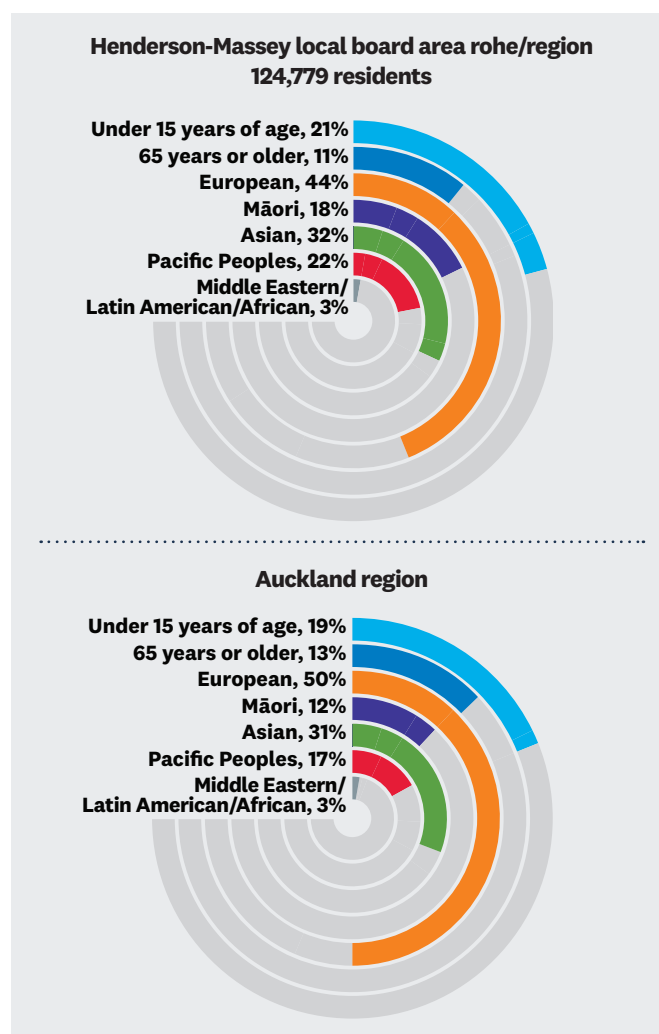 Henderson-Massey local board area rohe/region
124,779 residents
Under 15 years of age, 21%
65 years or older, 11%
European, 44%
Māori, 18%
Asian, 32%
Pacific Peoples, 22%
Middle Eastern/
Latin American/African, 3%
Auckland region
Under 15 years of age, 19%
65 years or older, 13%
European, 50%
Māori, 12%
Asian, 31%
Pacific Peoples, 17%
Middle Eastern/
Latin American/African, 3%